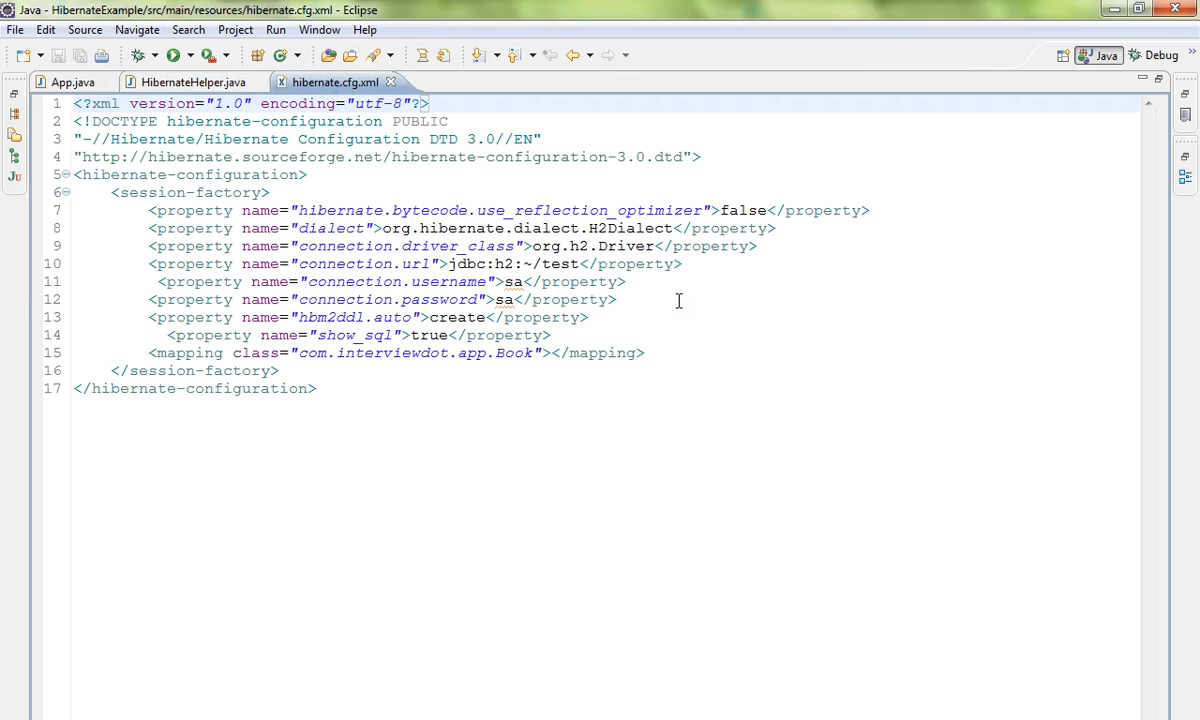 Java - HibernateExample/src/main/resources/hibernate.cfg.xml - Eclipse
File Edit Source Navigate Search Project Run Window Help
Java Debug
App.java HibernateHelper.java hibernate.cfg.xml
1 <?xml version="1.0" encoding="utf-8"?>
2 <!DOCTYPE hibernate-configuration PUBLIC
3 "-//Hibernate/Hibernate Configuration DTD 3.0//EN"
4 "http://hibernate.sourceforge.net/hibernate-configuration-3.0.dtd">
5 <hibernate-configuration>
6 <session-factory>
7 <property name="hibernate.bytecode.use_reflection_optimizer">false</property>
8 <property name="dialect">org.hibernate.dialect.H2Dialect</property>
9 <property name="connection.driver_class">org.h2.Driver</property>
10 <property name="connection.url">jdbc:h2:~/test</property>
11 <property name="connection.username">sa</property>
12 <property name="connection.password">sa</property>
13 <property name="hbm2ddl.auto">create</property>
14 <property name="show_sql">true</property>
15 <mapping class="com.interviewdot.app.Book"></mapping>
16 </session-factory>
17 </hibernate-configuration>